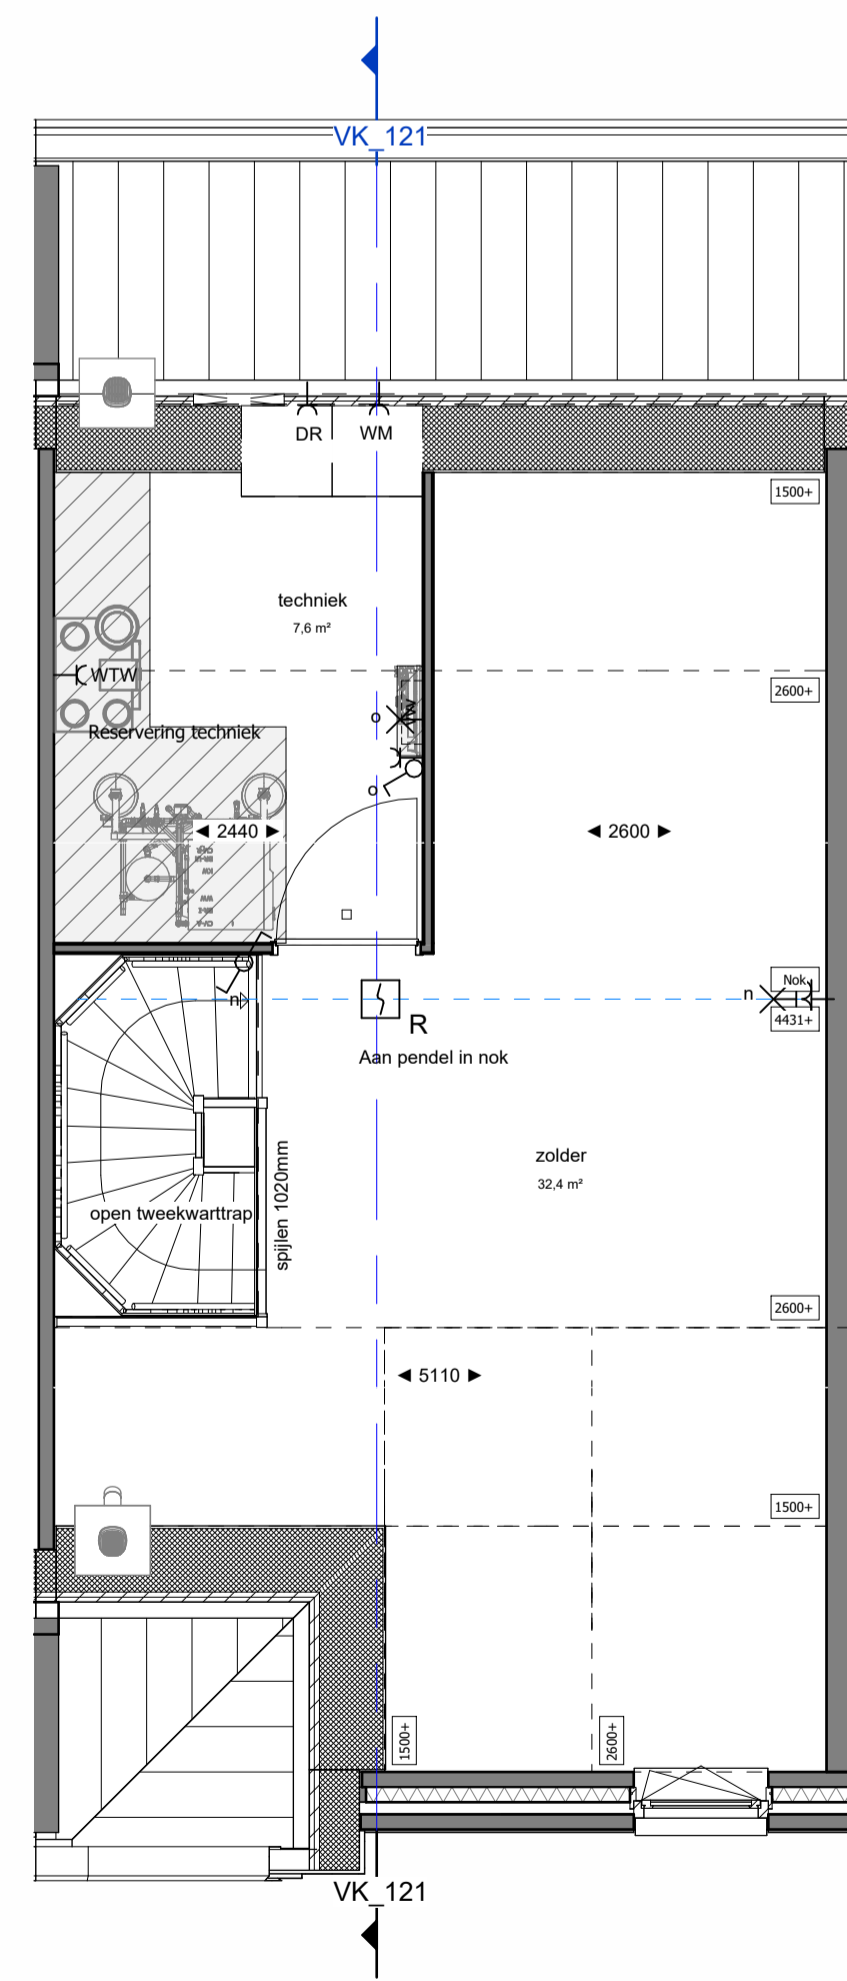 VK_121
DR
WM
1500+
techniek
7,6 m²
WTW
2600+
o
Reservering techniek
o
◄ 2440 ►
◄ 2600 ►
n
R
n
Nok
4431+
Aan pendel in nok
zolder
32,4 m²
open tweekwarttrap
spijlen 1020mm
2600+
◄ 5110 ►
1500+
1500+
2600+
VK_121